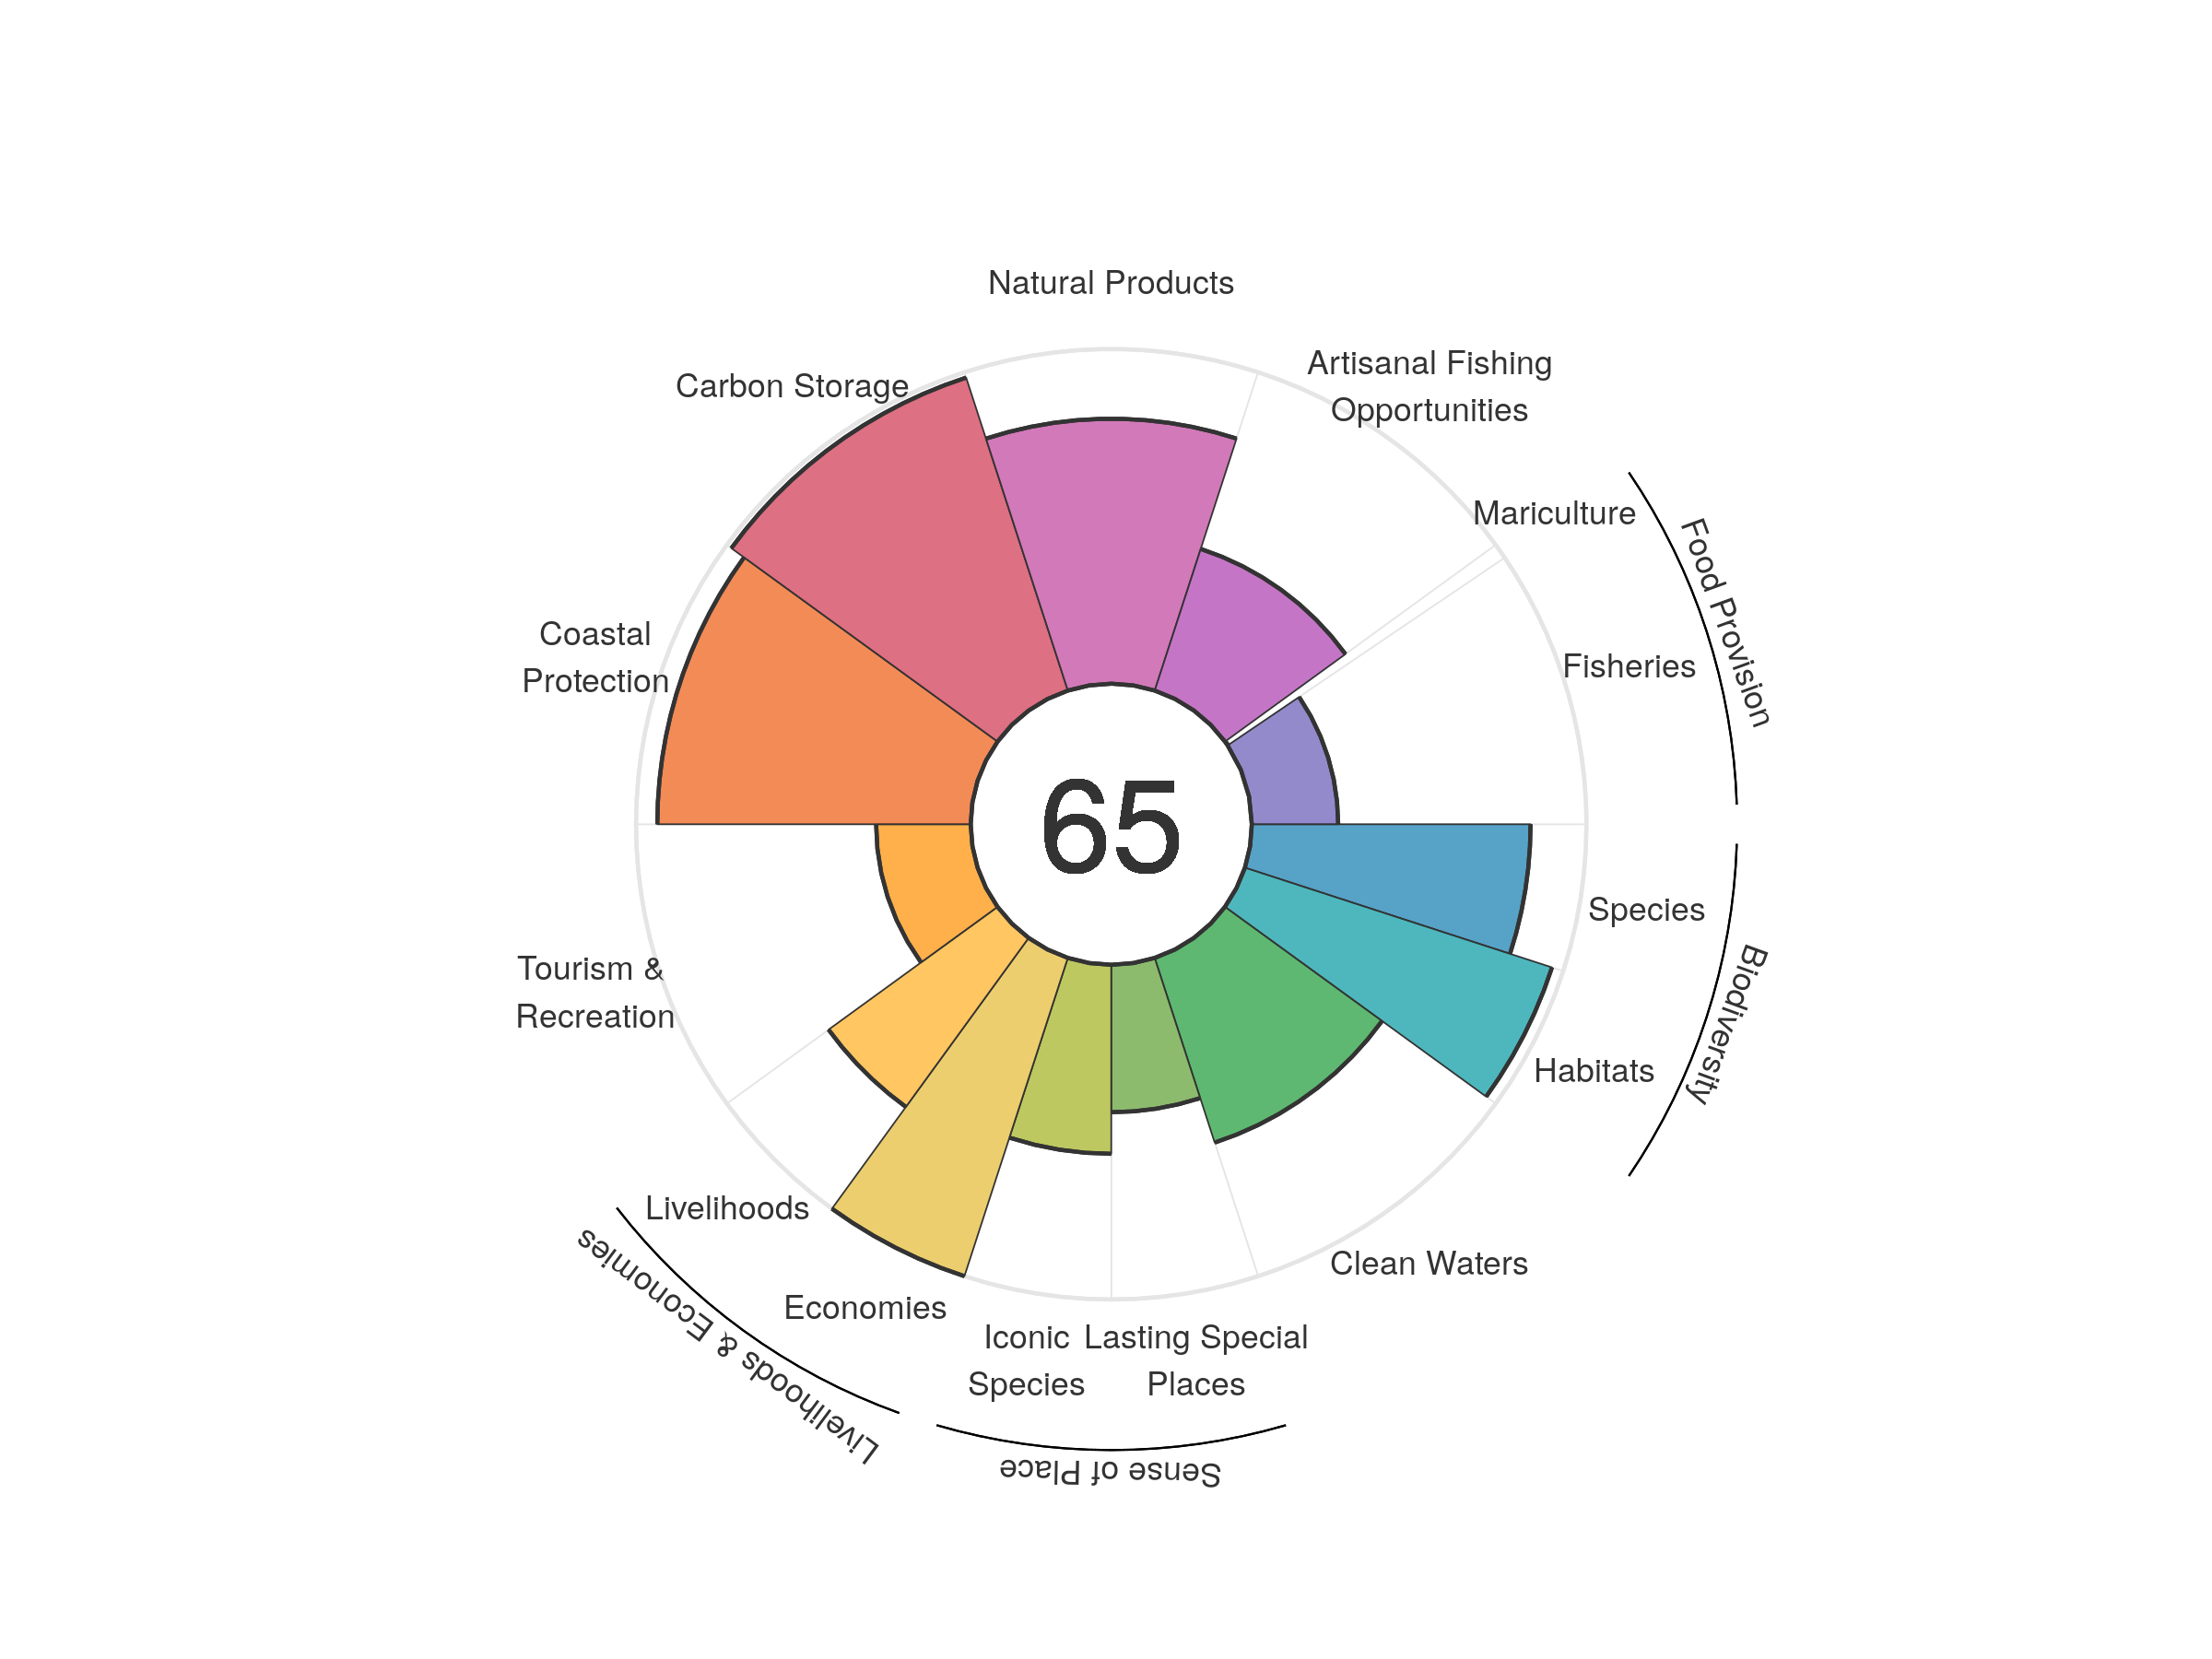 Natural Products
Artisanal Fishing
Opportunities
Carbon Storage
Mariculture
Food Provision
Fisheries
Coastal
Protection
65
Species
Biodiversity
Tourism &
Recreation
Habitats
Livelihoods
Clean Waters
Economies
Livelihoods & Economies
Iconic
Species
Lasting Special
Places
Sense of Place